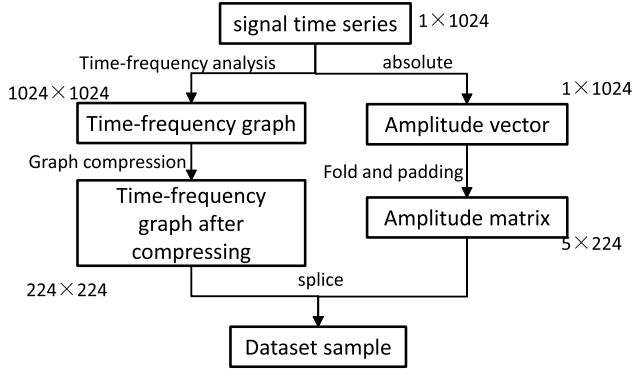 signal time series
1×1024
Time-frequency analysis
absolute
1024×1024
1×1024
Time-frequency graph
Amplitude vector
Graph compression
Fold and padding
Time-frequency
graph after
compressing
Amplitude matrix
5×224
224×224
splice
Dataset sample